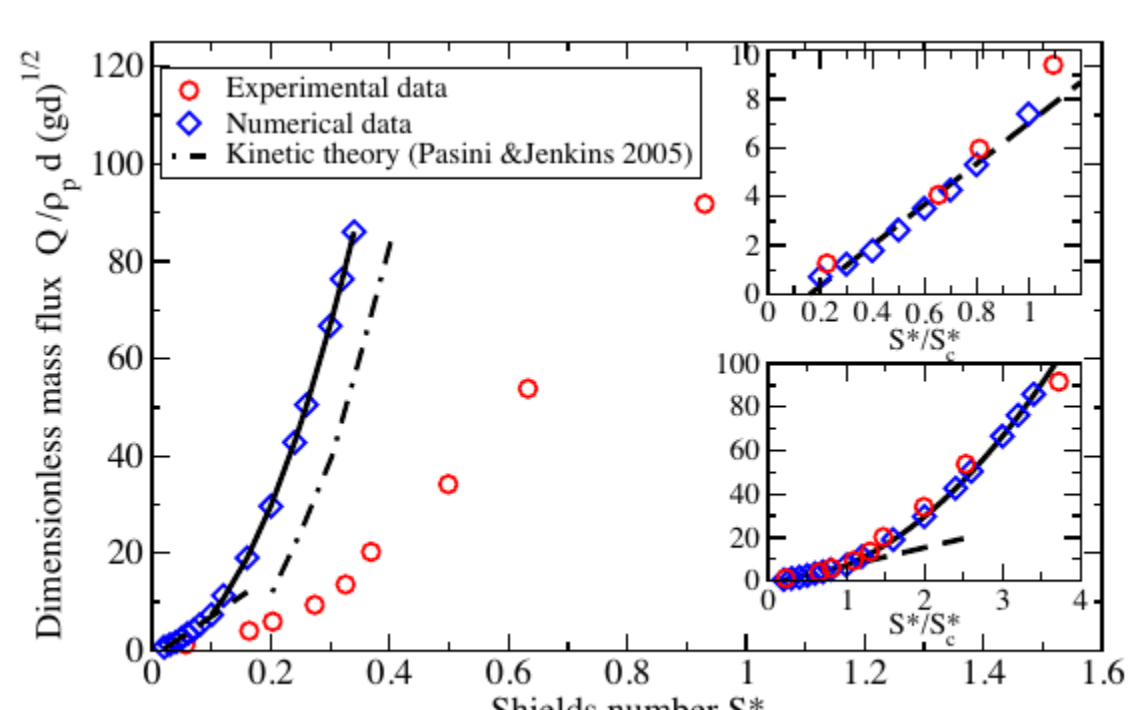 Dimensionless mass flux Q /ρp d (gd)1/2
120
100
80
60
40
20
0
Experimental data
Numerical data
Kinetic theory (Pasini &Jenkins 2005)
10
8
6
4
2
0
0 0.2 0.4 0.6 0.8 1
S*/S*c
100
80
60
40
20
0
0 1 2 3 4
S*/S*c
0 0.2 0.4 0.6 0.8 1 1.2 1.4 1.6
Shields number S*